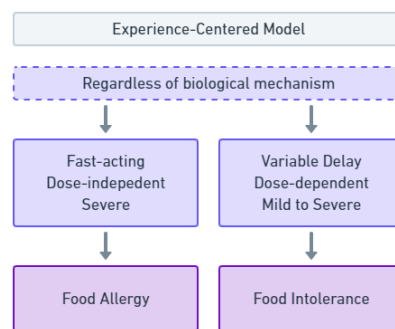 Experience-Centered Model
Regardless of biological mechanism
Fast-acting
Dose-indepedent
Severe
Variable Delay
Dose-dependent
Mild to Severe
Food Allergy
Food Intolerance